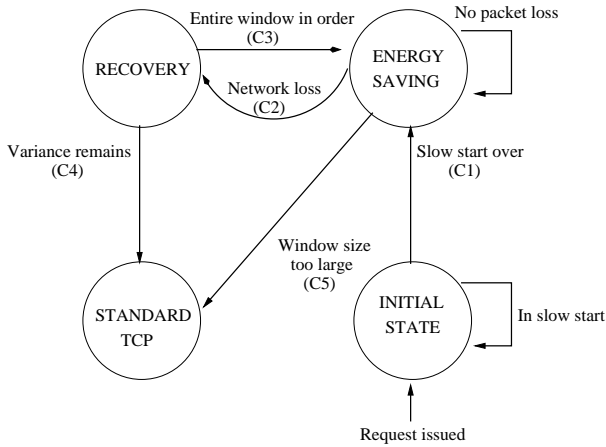 Entire window in order
(C3)
No packet loss
RECOVERY
ENERGY
SAVING
Network loss
(C2)
Variance remains
(C4)
Slow start over
(C1)
Window size
too large
(C5)
STANDARD
TCP
INITIAL
STATE
In slow start
Request issued